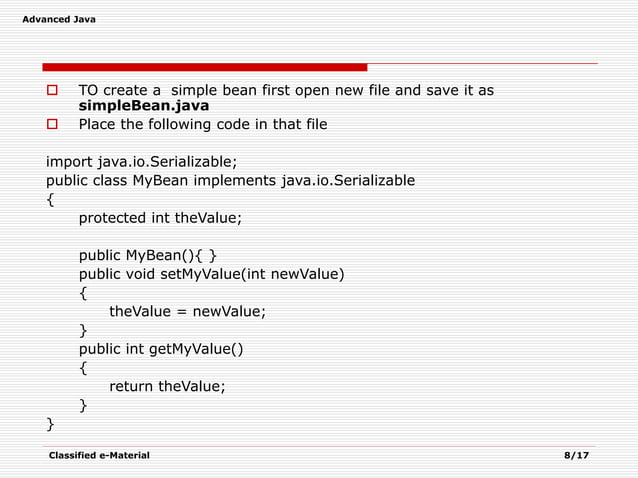 Advanced Java
TO create a simple bean first open new file and save it as
simpleBean.java
Place the following code in that file
import java.io.Serializable;
public class MyBean implements java.io.Serializable
{
protected int theValue;
public MyBean(){ }
public void setMyValue(int newValue)
{
theValue = newValue;
}
public int getMyValue()
{
return theValue;
}
}
Classified e-Material
8/17